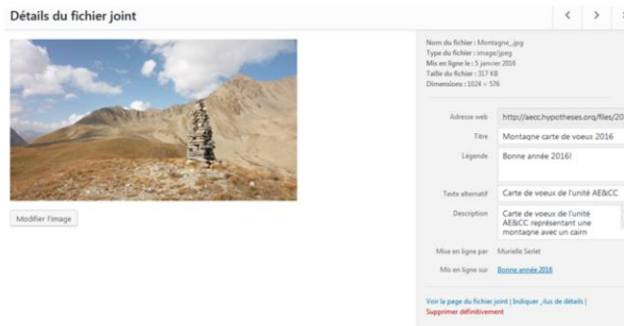 Détails du fichier joint
Nom du fichier : Montagne_.jpg
Type du fichier : image/jpeg
Mis en ligne le : 5 janvier 2016
Taille du fichier : 317 KB
Dimensions : 1024 × 576
Adresse web http://aecc.hypotheses.org/files/20
Titre Montagne carte de voeux 2016
Légende Bonne année 2016!
Texte alternatif Carte de voeux de l'unité AE&CC
Description Carte de voeux de l'unité
AE&CC représentant une
montagne avec un cairn
Modifier l'image
Mise en ligne par Murielle Serlet
Mis en ligne sur Bonne année 2016
Voir la page du fichier joint | Indiquer de détails |
Supprimer définitivement